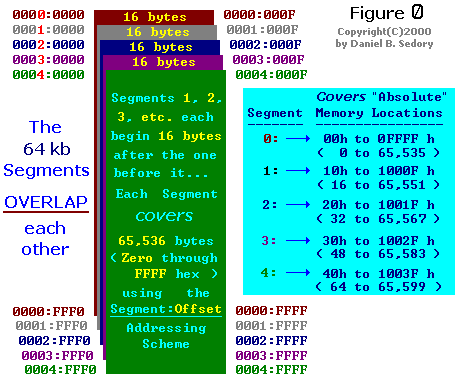 0000:0000 16 bytes 0000:000F
0001:0000 16 bytes 0001:000F
0002:0000 16 bytes 0002:000F
0003:0000 16 bytes 0003:000F
0004:0000 0004:000F
Figure 0
Copyright(C)2000
by Daniel B. Sedory
The
64 kb
Segments
OVERLAP
each
other
Segments 1, 2,
3, etc. each
begin 16 bytes
after the one
before it...
Each Segment
covers
65,536 bytes
( Zero through
FFFF hex )
using the
Segment:Offset
Addressing
Scheme
Covers "Absolute"
Segment Memory Locations
0: 00h to 0FFFF h
( 0 to 65,535 )
1: 10h to 1000F h
( 16 to 65,551 )
2: 20h to 1001F h
( 32 to 65,567 )
3: 30h to 1002F h
( 48 to 65,583 )
4: 40h to 1003F h
( 64 to 65,599 )
0000:FFF0 0000:FFFF
0001:FFF0 0001:FFFF
0002:FFF0 0002:FFFF
0003:FFF0 0003:FFFF
0004:FFF0 0004:FFFF